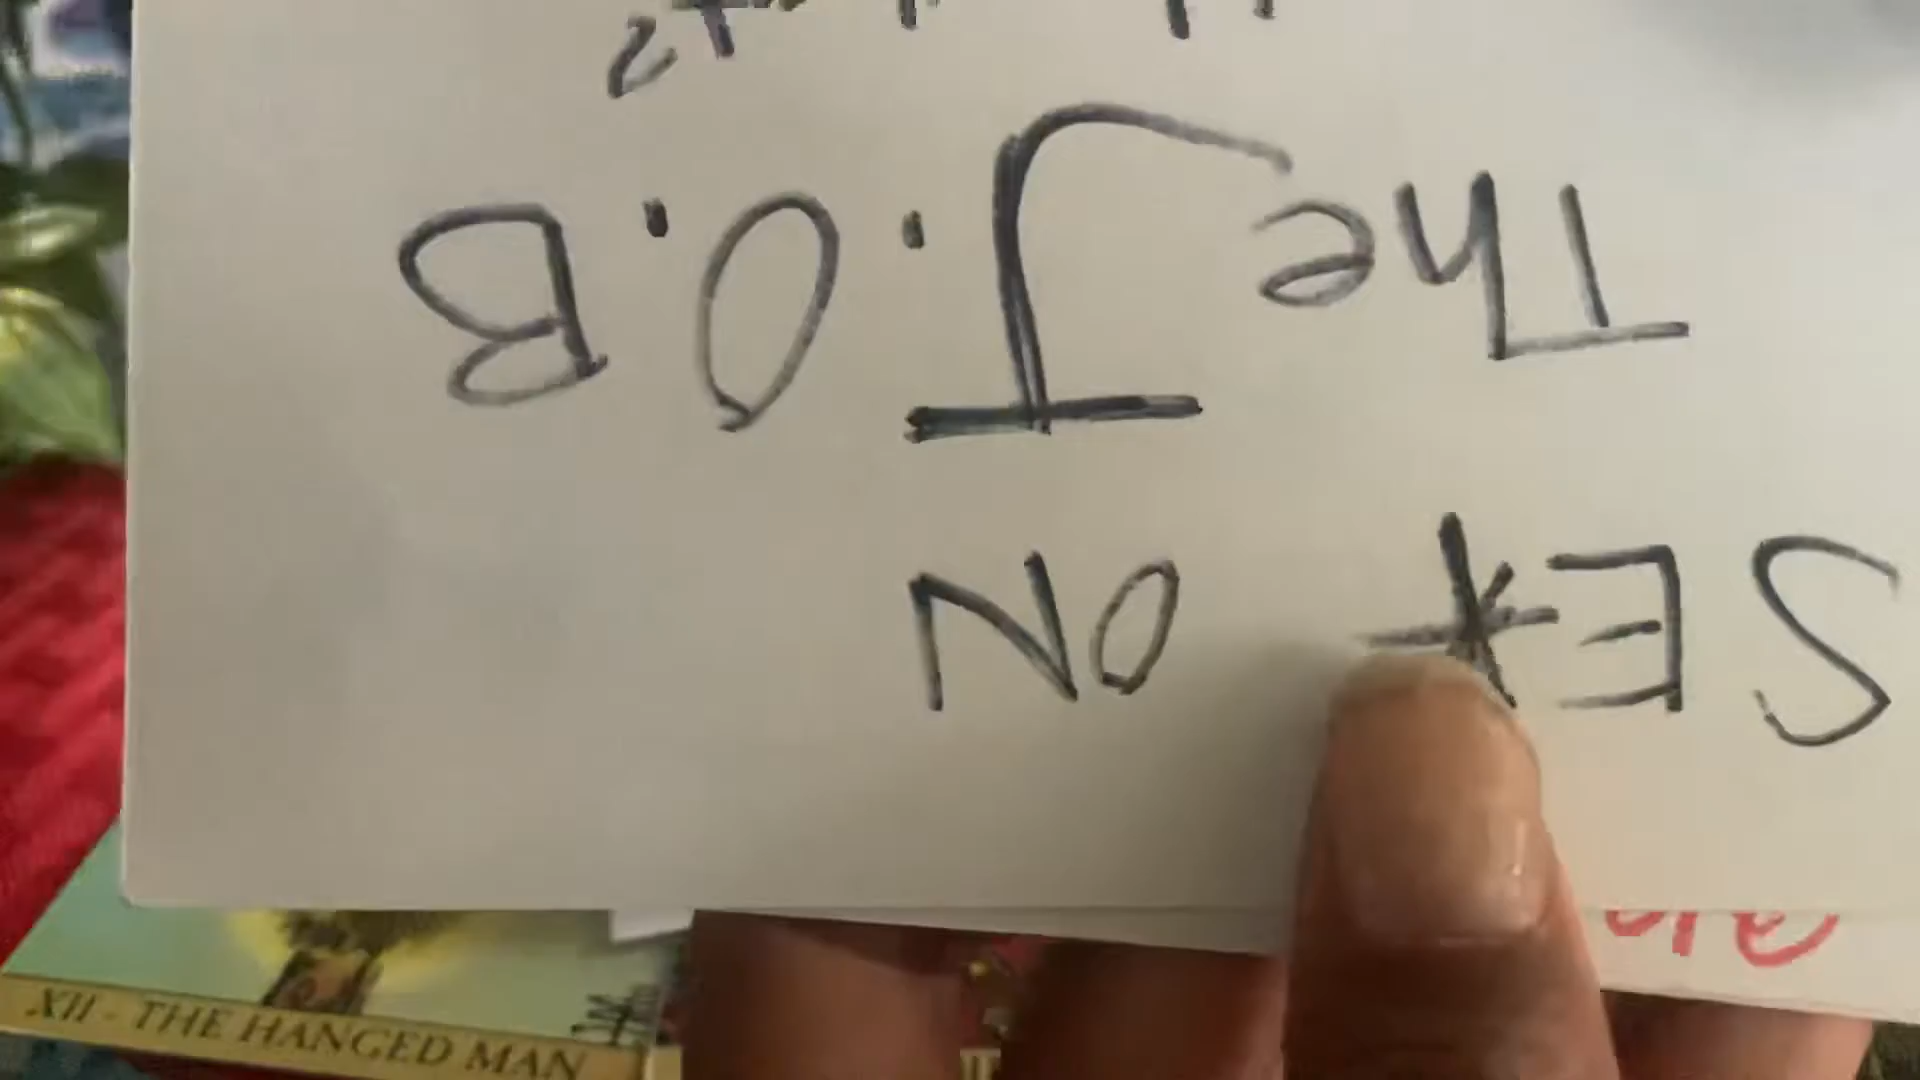 SE* ON
The J.O.B
XII - THE HANGED MAN